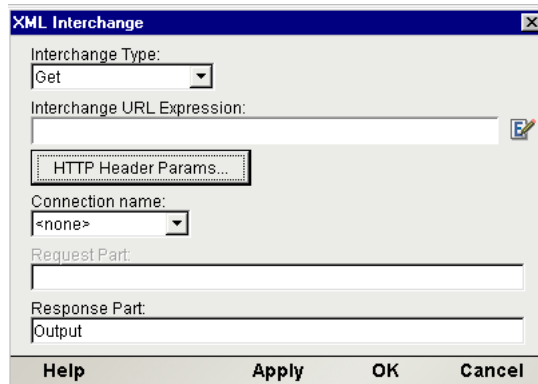 XML Interchange
Interchange Type:
Get
Interchange URL Expression:
E
HTTP Header Params...
Connection name:
<none>
Request Part:
Response Part:
Output
Help Apply OK Cancel